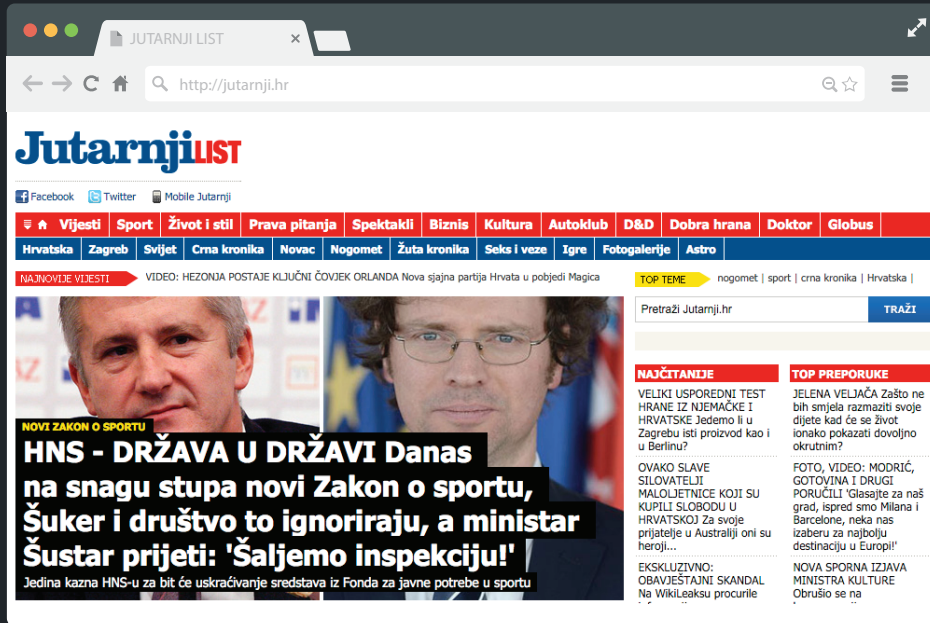 JUTARNJI LIST
http://jutarnji.hr
JutarnjiLIST
Facebook Twitter Mobile Jutarnji
Vijesti Sport Život i stil Prava pitanja Spektakli Biznis Kultura Autoklub D&D Dobra hrana Doktor Globus
Hrvatska Zagreb Svijet Crna kronika Novac Nogomet Žuta kronika Seks i veze Igre Fotogalerije Astro
NAJNOVIJE VIJESTI VIDEO: HEZONJA POSTAJE KLJUČNI ČOVJEK ORLANDA Nova sjajna partija Hrvata u pobjedi Magica
TOP TEME nogomet | sport | crna kronika | Hrvatska |
Pretraži Jutarnji.hr TRAŽI
NOVI ZAKON O SPORTU
HNS - DRŽAVA U DRŽAVI Danas
na snagu stupa novi Zakon o sportu,
Šuker i društvo to ignoriraju, a ministar
Šustar prijeti: 'Šaljemo inspekciju!'
Jedina kazna HNS-u za bit će uskraćivanje sredstava iz Fonda za javne potrebe u sportu
NAJČITANIJE
VELIKI USPOREDNI TEST
HRANE IZ NJEMAČKE I
HRVATSKE Jedemo li u
Zagrebu isti proizvod kao i
u Berlinu?
OVAKO SLAVE
SILOVATELJI
MALOLJETNICE KOJI SU
KUPILI SLOBODU U
HRVATSKOJ Za svoje
prijatelje u Australiji oni su
heroji...
EKSKLUZIVNO:
OBAVJEŠTAJNI SKANDAL
Na WikiLeaksu procurile
TOP PREPORUKE
JELENA VELJAČA Zašto ne
bih smjela razmaziti svoje
dijete kad će se život
ionako pokazati dovoljno
okrutnim?
FOTO, VIDEO: MODRIĆ,
GOTOVINA I DRUGI
PORUČILI 'Glasajte za naš
grad, ispred smo Milana i
Barcelone, neka nas
izaberu za najbolju
destinaciju u Europi!'
NOVA SPORNA IZJAVA
MINISTRA KULTURE
Obrušio se na